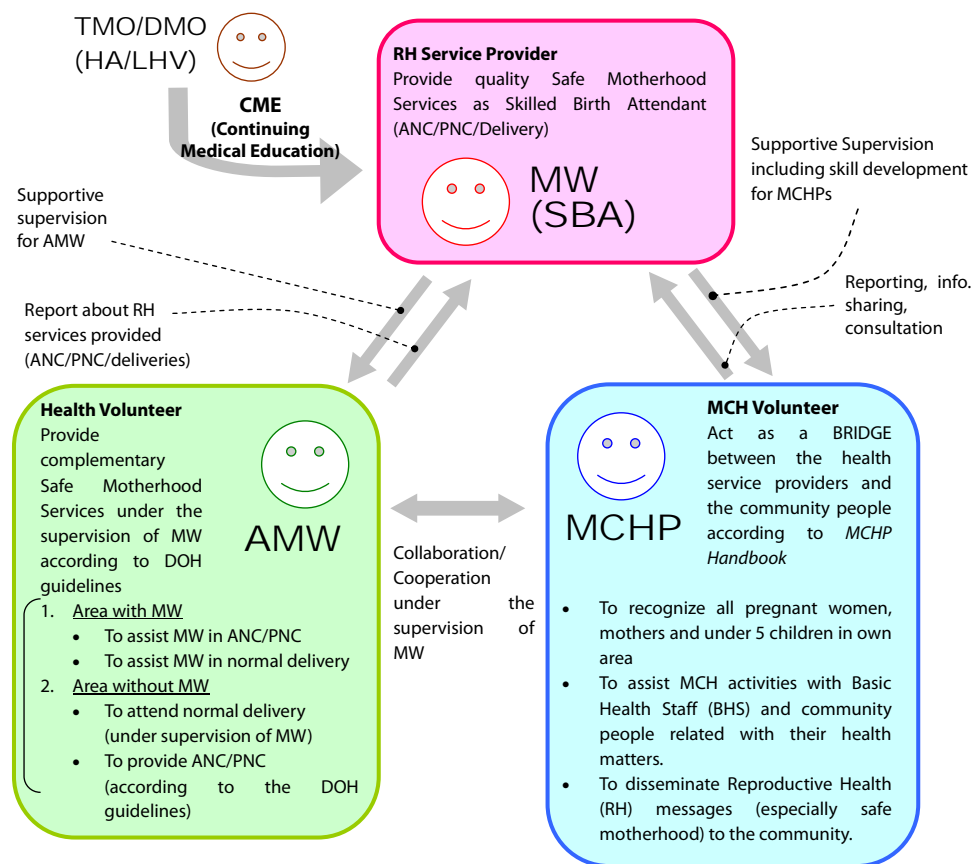 TMO/DMO
(HA/LHV)
CME
(Continuing
Medical Education)
RH Service Provider
Provide quality Safe Motherhood
Services as Skilled Birth Attendant
(ANC/PNC/Delivery)
MW
(SBA)
Supportive
supervision
for AMW
Report about RH
services provided
(ANC/PNC/deliveries)
Supportive Supervision
including skill development
for MCHPs
Reporting, info.
sharing,
consultation
Health Volunteer
Provide
complementary
Safe Motherhood
Services under the
supervision of MW
according to DOH
guidelines
AMW
1. Area with MW
• To assist MW in ANC/PNC
• To assist MW in normal delivery
2. Area without MW
• To attend normal delivery
(under supervision of MW)
• To provide ANC/PNC
(according to the DOH
guidelines)
Collaboration/
Cooperation
under the
supervision of
MW
MCHP
MCH Volunteer
Act as a BRIDGE
between the health
service providers and
the community people
according to MCHP
Handbook
• To recognize all pregnant women,
mothers and under 5 children in own
area
• To assist MCH activities with Basic
Health Staff (BHS) and community
people related with their health
matters.
• To disseminate Reproductive Health
(RH) messages (especially safe
motherhood) to the community.